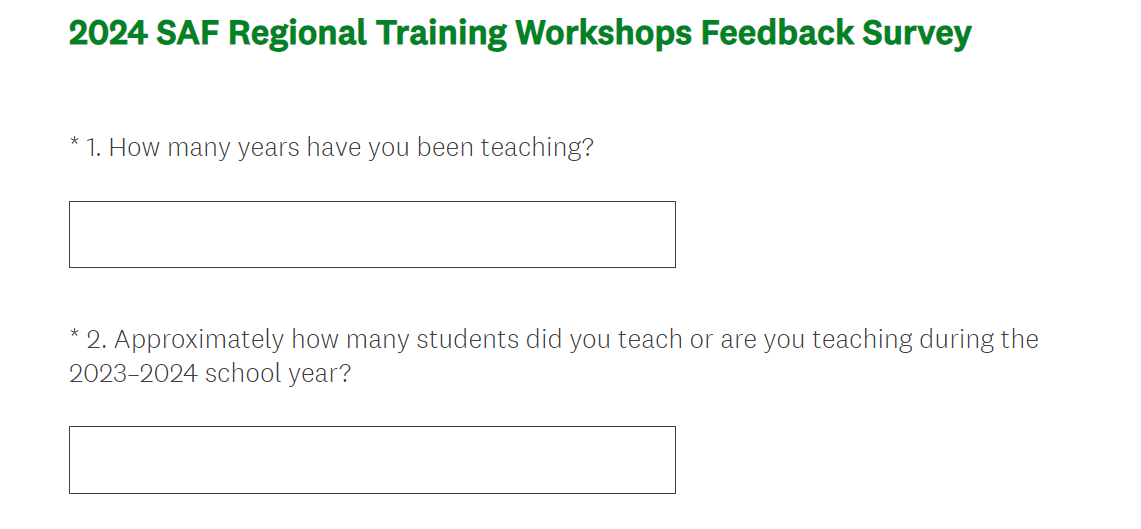 2024 SAF Regional Training Workshops Feedback Survey
* 1. How many years have you been teaching?
* 2. Approximately how many students did you teach or are you teaching during the
2023–2024 school year?